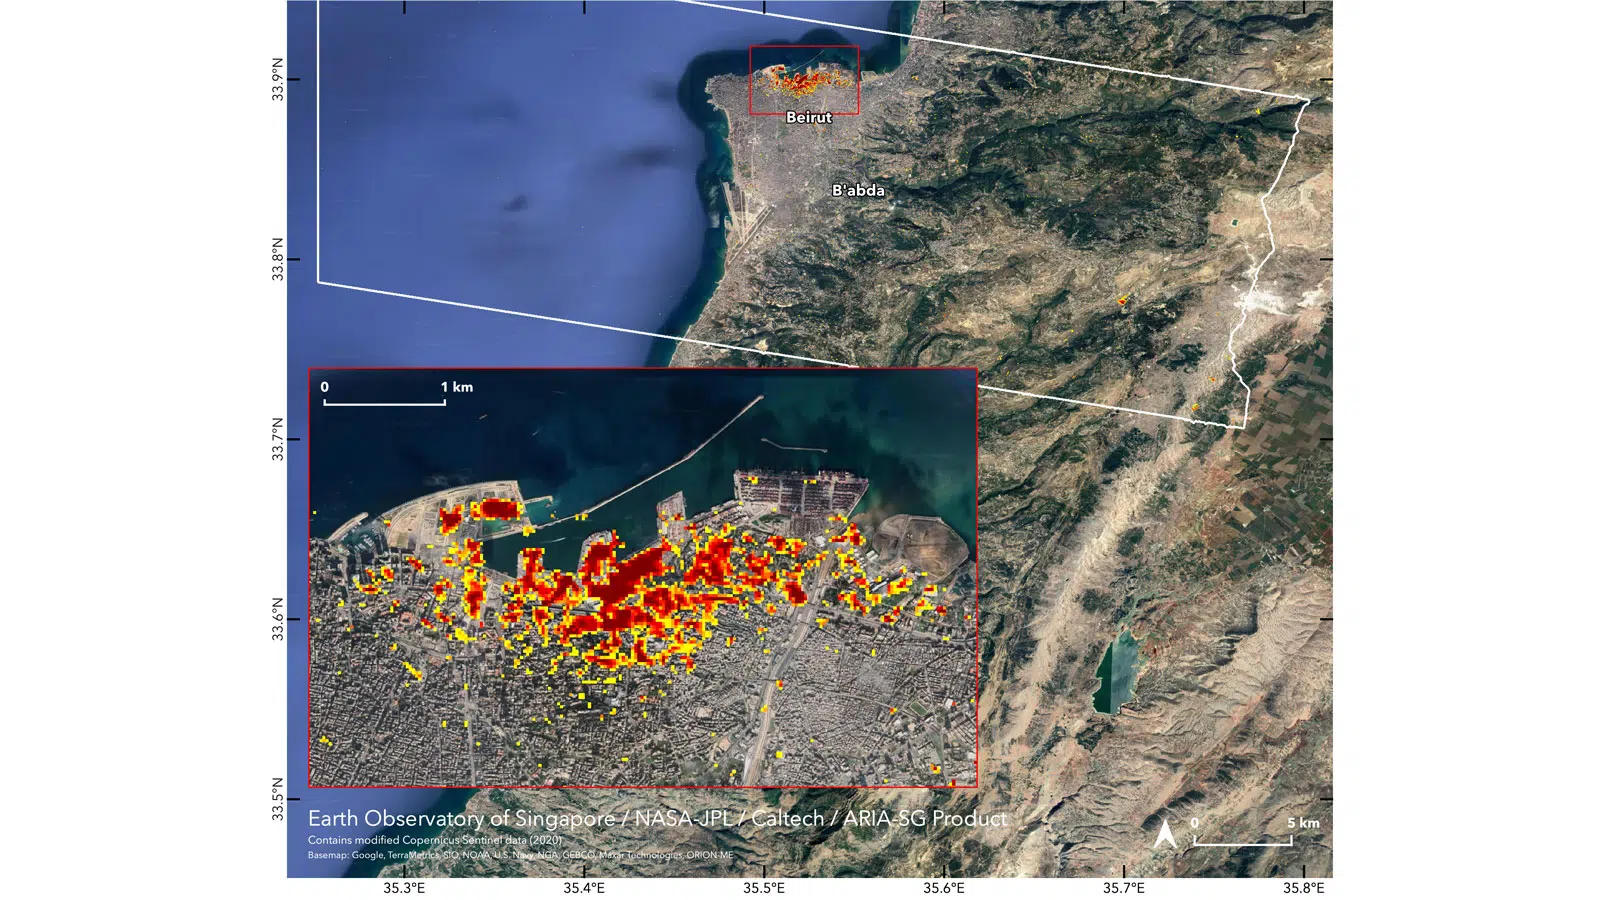 33.9°N
33.8°N
33.7°N
33.6°N
33.5°N
Beirut
B'abda
0 1 km
Earth Observatory of Singapore / NASA-JPL / Caltech / ARIA-SG Product
Contains modified Copernicus Sentinel data (2020)
Basemap: Google, TerraMetrics, SIO, NOAA, U.S. Navy, NGA, GEBCO, Maxar Technologies, ORION-ME
0 5 km
35.3°E 35.4°E 35.5°E 35.6°E 35.7°E 35.8°E